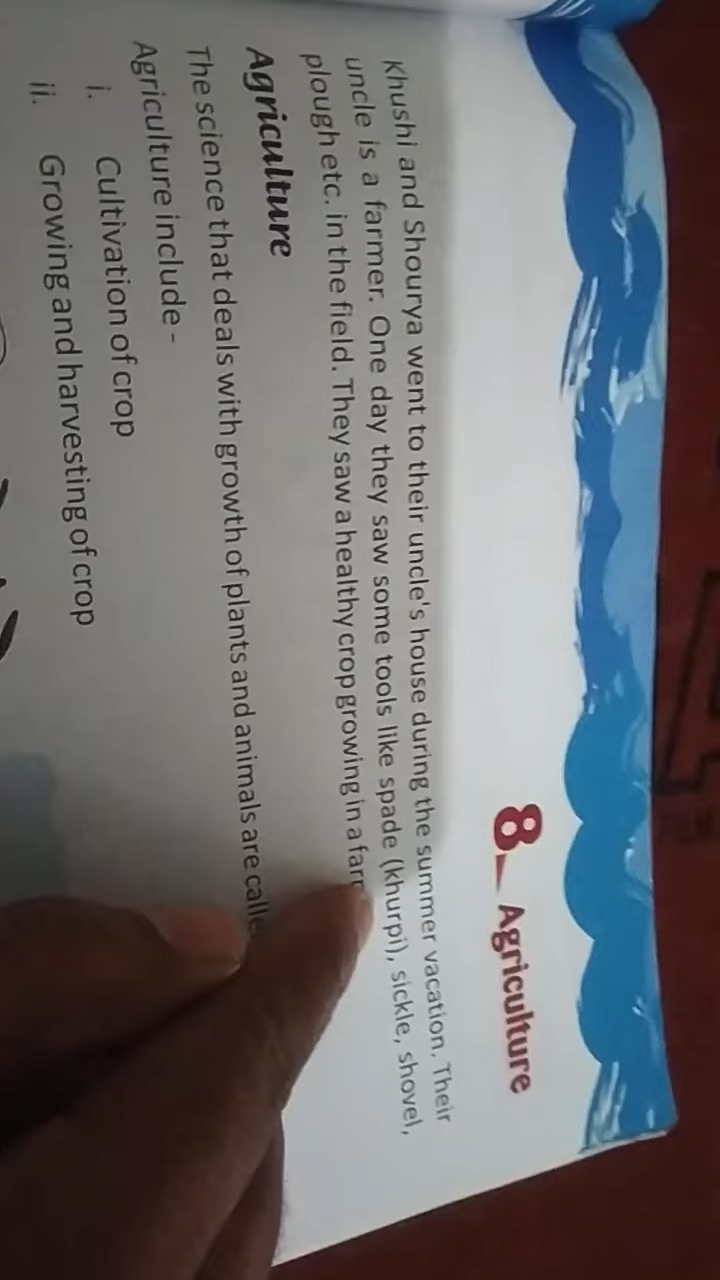 8 Agriculture
Khushi and Shourya went to their uncle's house during the summer vacation. Their
uncle is a farmer. One day they saw some tools like spade (khurpi), sickle, shovel,
plough etc. in the field. They saw a healthy crop growing in a
Agriculture
The science that deals with growth of plants and animals are
Agriculture include -
i. Cultivation of crop
ii. Growing and harvesting of crop